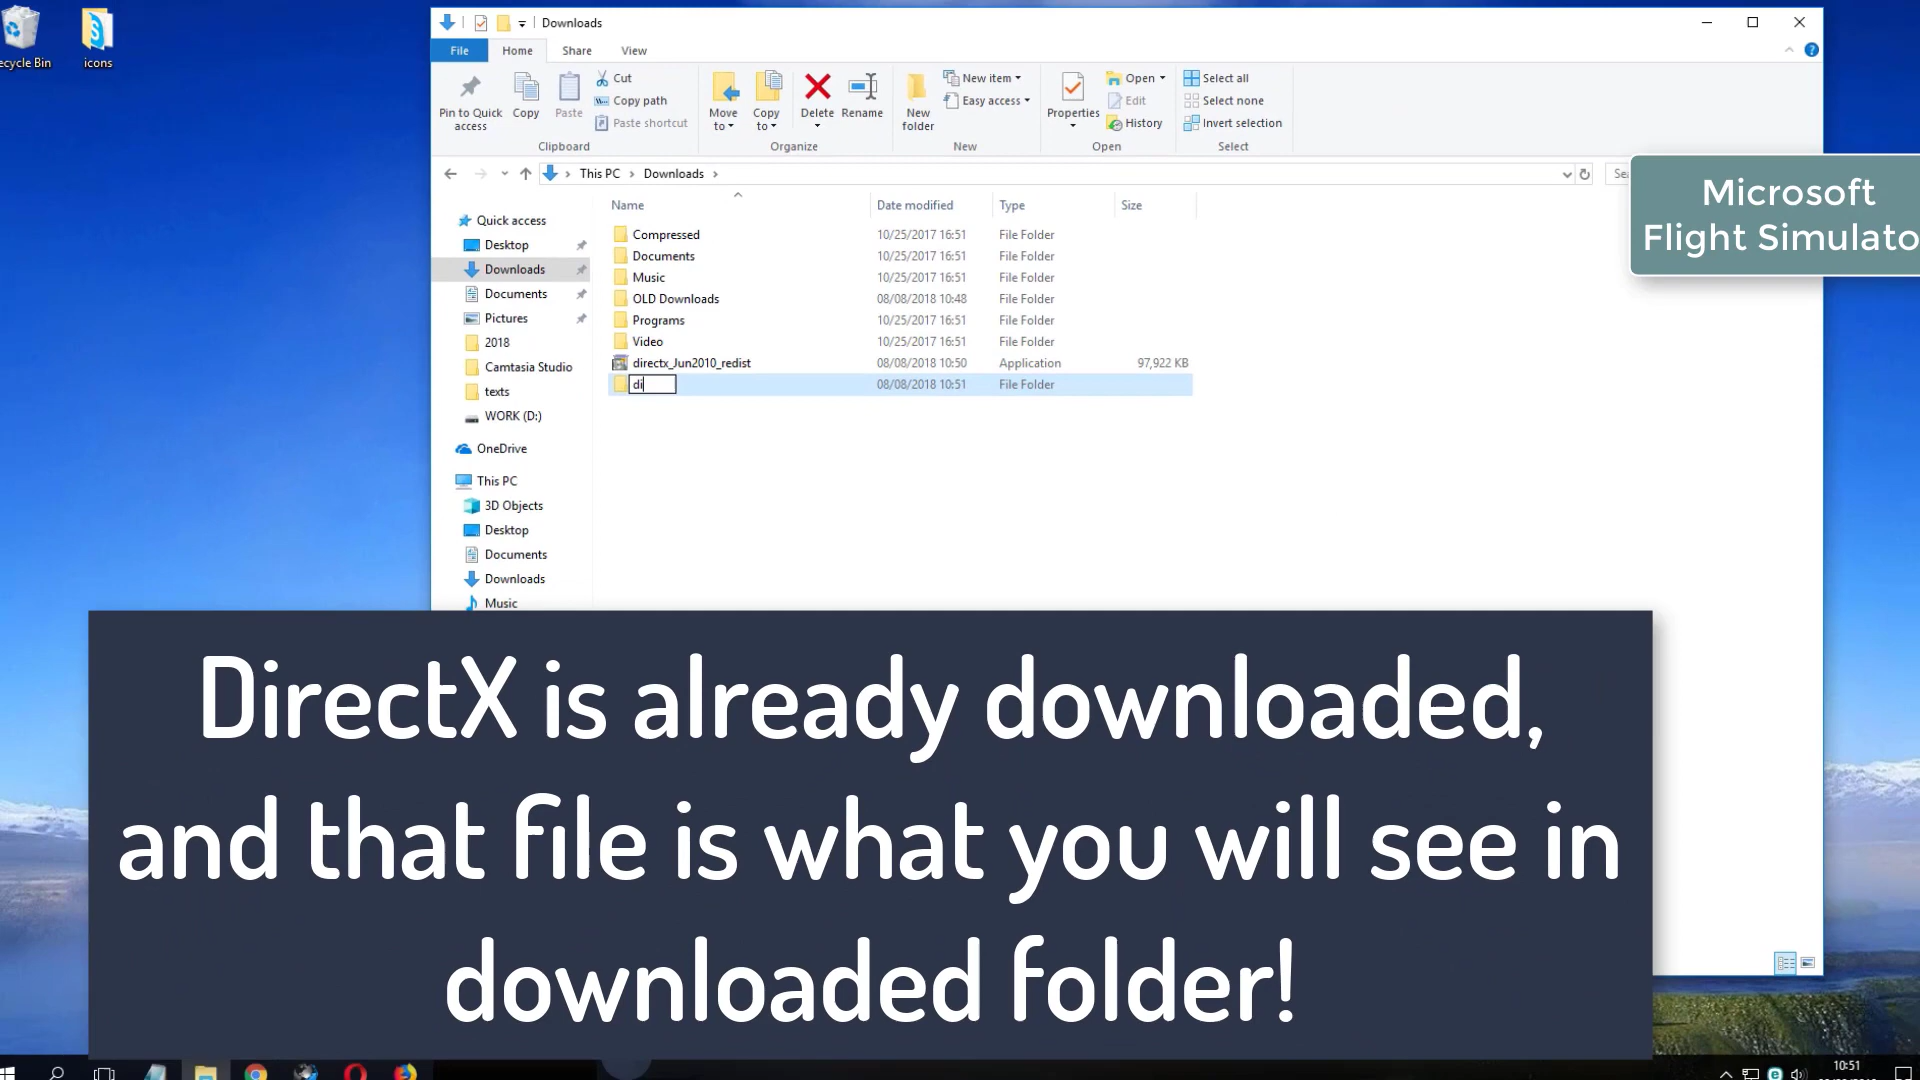 Downloads
File
Home
Share
View
Pin to Quick access
Copy
Paste
Cut
Copy path
Paste shortcut
Clipboard
Move to
Copy to
Delete
Rename
Organize
New folder
New item
Easy access
New
Properties
Open
Edit
History
Open
Select all
Select none
Invert selection
Select
This PC > Downloads >
Microsoft
Flight Simulato
Name
Date modified
Type
Size
Compressed 10/25/2017 16:51 File Folder
Documents 10/25/2017 16:51 File Folder
Music 10/25/2017 16:51 File Folder
OLD Downloads 08/08/2018 10:48 File Folder
Programs 10/25/2017 16:51 File Folder
Video 10/25/2017 16:51 File Folder
directx_Jun2010_redist 08/08/2018 10:50 Application 97,922 KB
di 08/08/2018 10:51 File Folder
Quick access
Desktop
Downloads
Documents
Pictures
2018
Camtasia Studio
texts
WORK (D:)
OneDrive
This PC
3D Objects
Desktop
Documents
Downloads
Music
ecycle Bin
icons
DirectX is already downloaded,
and that file is what you will see in
downloaded folder!
10:51